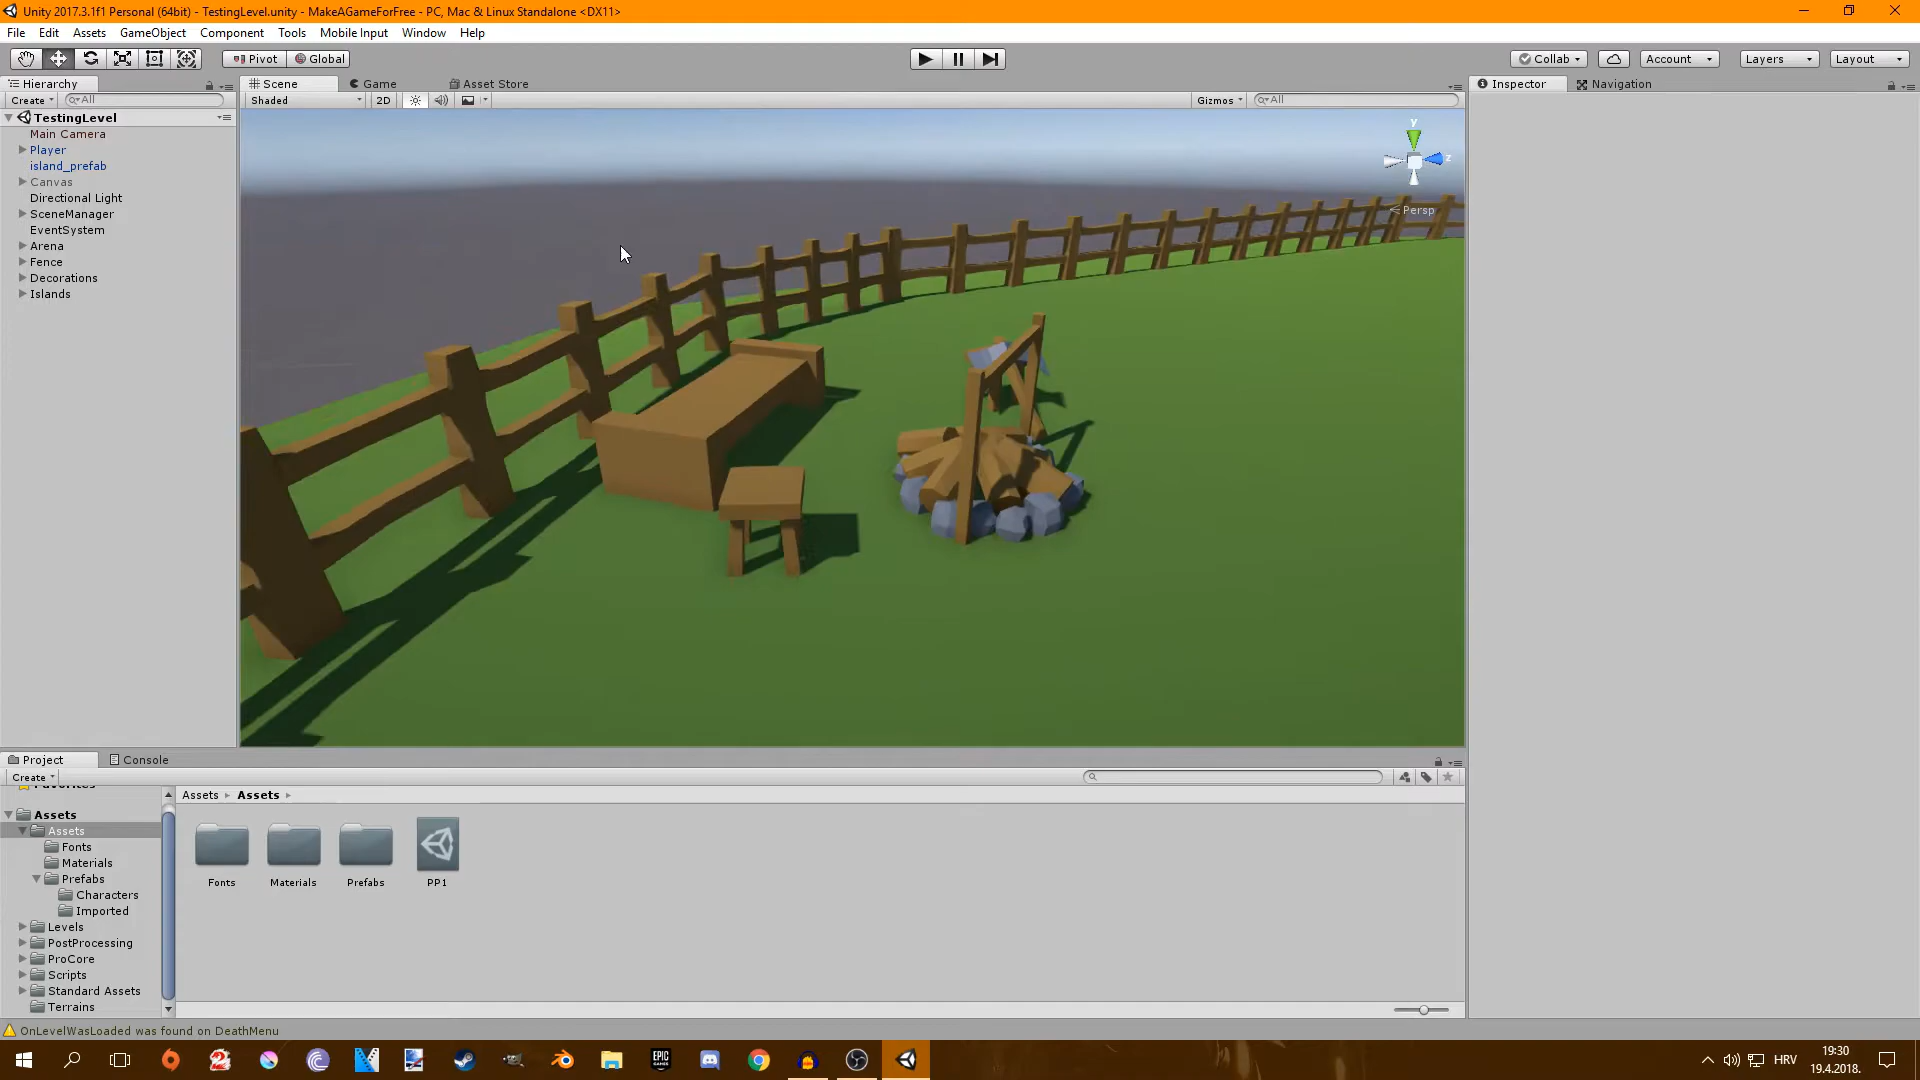 Unity 2017.3.1f1 Personal (64bit) - TestingLevel.unity - MakeAGameForFree - PC, Mac & Linux Standalone <DX11>
File Edit Assets GameObject Component Tools Mobile Input Window Help
Pivot Global Collab Account Layers Layout
Hierarchy Scene Game Asset Store Inspector Navigation
Create All Shaded 2D Gizmos All
TestingLevel
Main Camera
Player
island_prefab
Canvas
Directional Light
SceneManager
EventSystem
Arena
Fence
Decorations
Islands
y
z
Persp
Project Console
Create
Favorites
Assets
Assets
Fonts
Materials
Prefabs
Characters
Imported
Levels
PostProcessing
ProCore
Scripts
Standard Assets
Terrains
Assets Assets
Fonts Materials Prefabs PP1
OnLevelWasLoaded was found on DeathMenu
EPIC GAMES
HRV
19:30
19.4.2018.